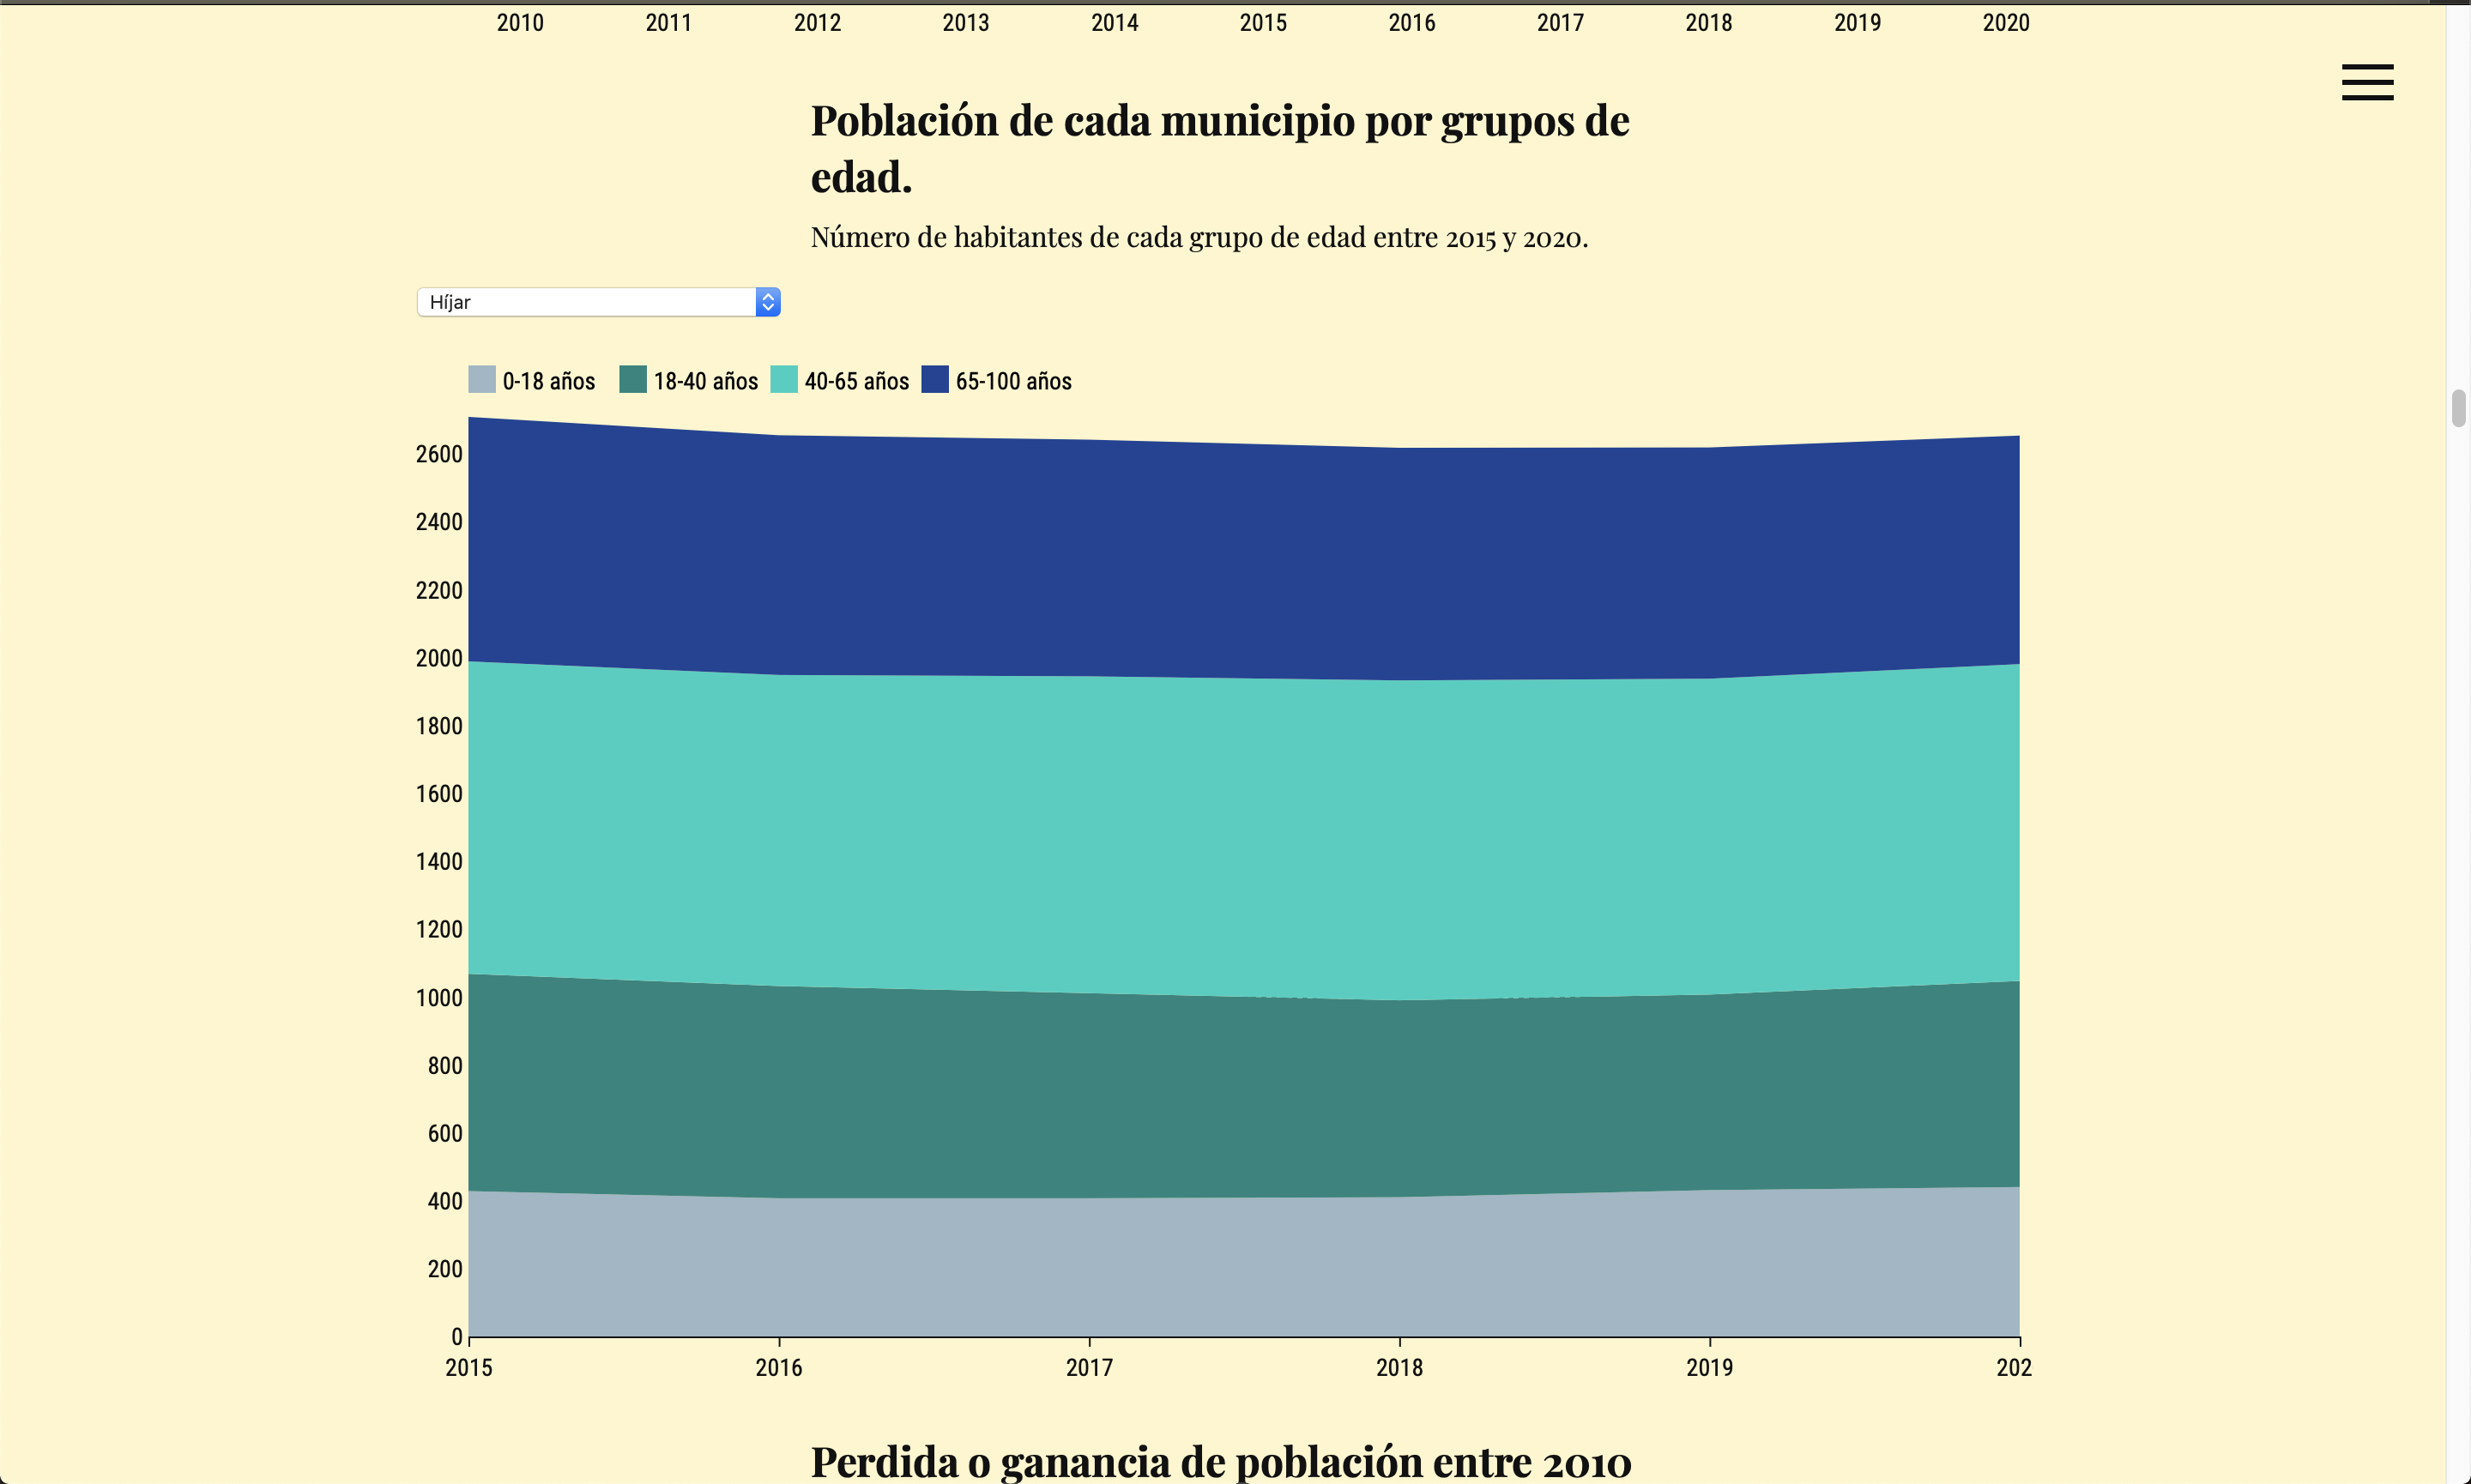 2010 2011 2012 2013 2014 2015 2016 2017 2018 2019 2020
Población de cada municipio por grupos de
edad.
Número de habitantes de cada grupo de edad entre 2015 y 2020.
Híjar
0-18 años 18-40 años 40-65 años 65-100 años
2600
2400
2200
2000
1800
1600
1400
1200
1000
800
600
400
200
0
2015 2016 2017 2018 2019 202
Perdida o ganancia de población entre 2010